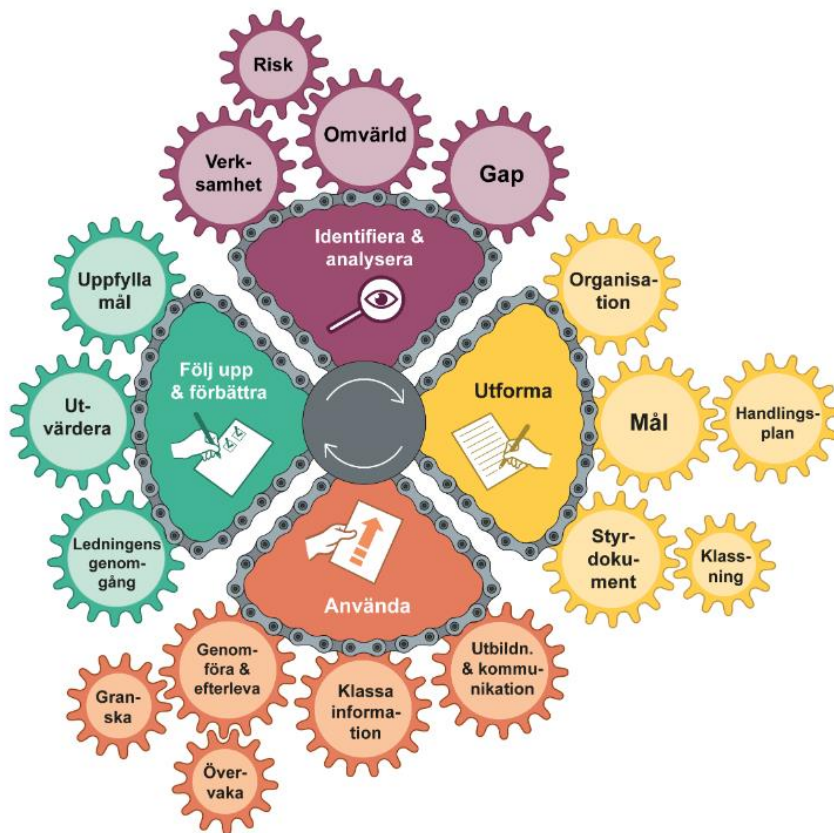 Risk
Omvärld
Verk-
samhet
Gap
Identifiera &
analysera
Uppfylla
mål
Organisa-
tion
Följ upp
& förbättra
Utforma
Ut-
värdera
Mål
Handlings-
plan
Ledningens
genom-
gång
Styr-
doku-
ment
Klass-
ning
Använda
Genom-
föra &
efterleva
Utbildn.
& kommu-
nikation
Klassa
informa-
tion
Gran-
ska
Över-
vaka